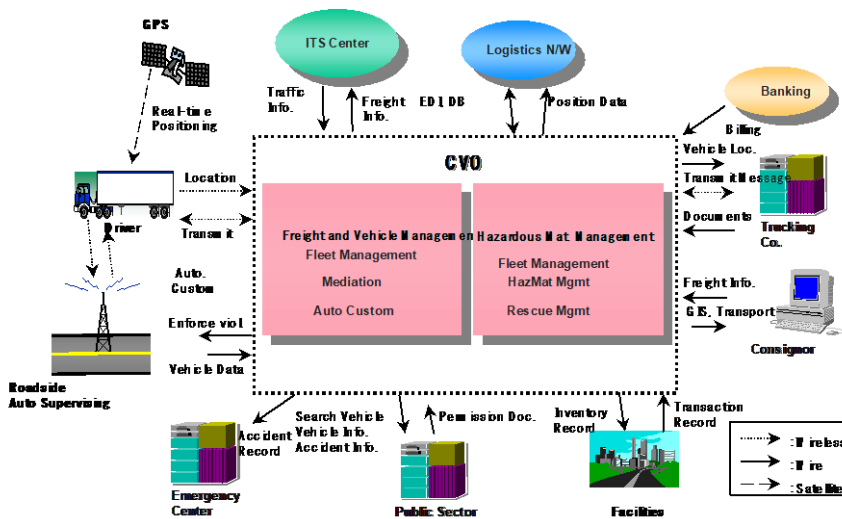 GPS
ITS Center
Logistics N/W
Banking
Traffic
Info.
Freight
Info.
EDI, DB
Position Data
Billing
Real-time
Positioning
CVO
Vehicle Loc.
Transmit Message
Documents
Trucking
Co..
Location
Transmit
Driver
Freight and Vehicle Management
Fleet Management
Mediation
Auto Custom
Hazardous Mat Management
Fleet Management
HazMat Mgmt
Rescue Mgmt
Auto.
Custom
Enforce viol.
Vehicle Data
Freight Info.
GIS, Transport
Consignor
Roadside
Auto Supervising
Accident
Record
Search Vehicle
Vehicle Info.
Accident Info.
Permission Doc.
Inventory
Record
Transaction
Record
Emergency
Center
Public Sector
Facilities
:Wireless
:Wire
:Satellite